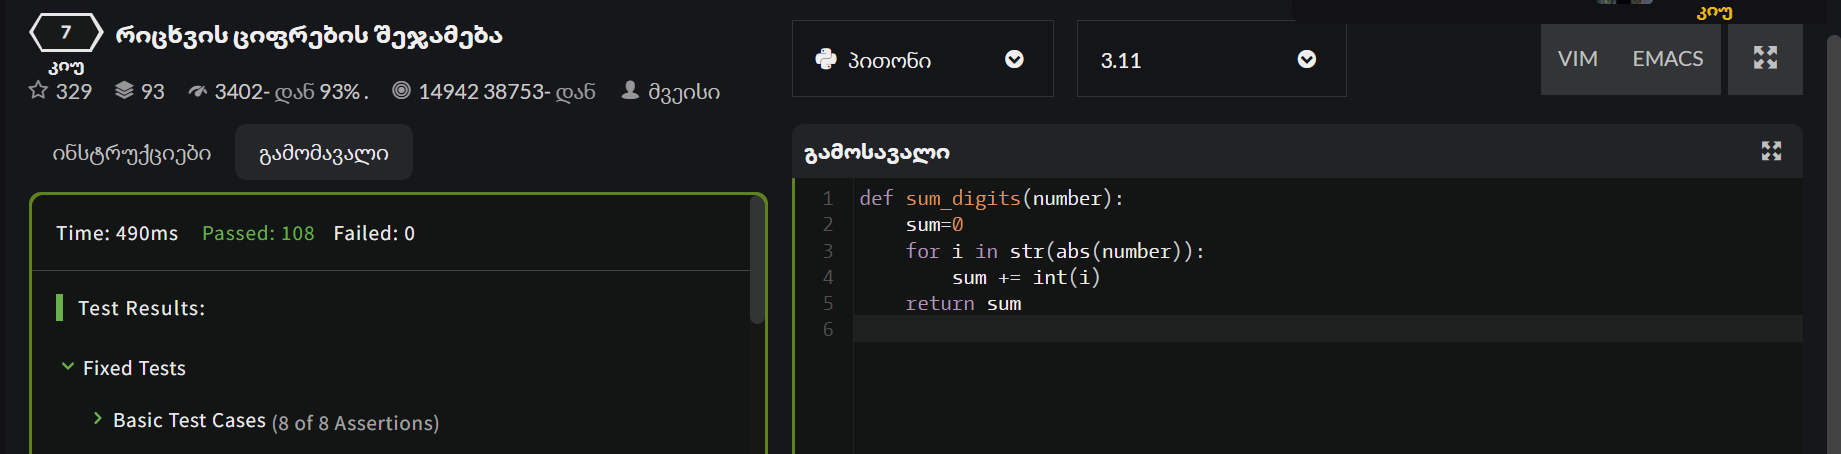 7 რიცხვის ციფრების შეჯამება
კიუ
329 93 3402- დან 93% . 14942 38753- დან მვეისი
პითონი
3.11
კიუ
VIM EMACS
ინსტრუქციები გამომავალი
Time: 490ms Passed: 108 Failed: 0
Test Results:
Fixed Tests
Basic Test Cases (8 of 8 Assertions)
გამოსავალი
1 def sum_digits(number):
2     sum=0
3     for i in str(abs(number)):
4         sum += int(i)
5     return sum
6